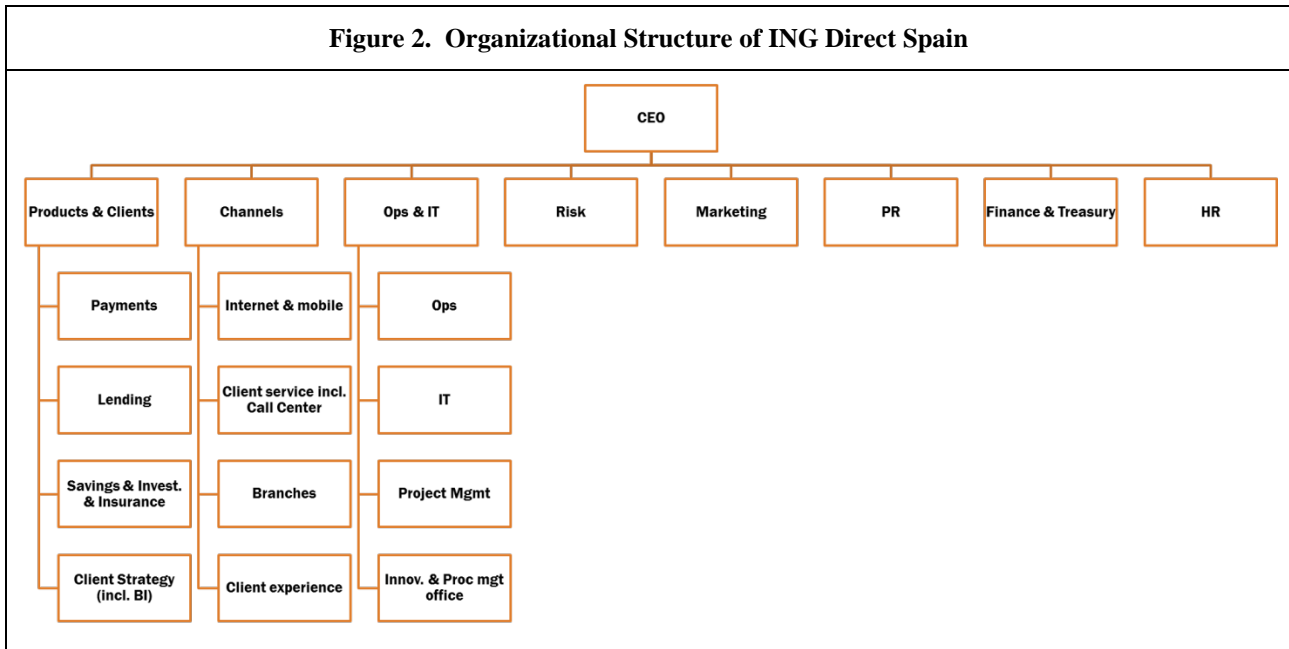 Figure 2. Organizational Structure of ING Direct Spain
CEO
Products & Clients
Channels
Ops & IT
Risk
Marketing
PR
Finance & Treasury
HR
Payments
Internet & mobile
Ops
Lending
Client service incl.
Call Center
IT
Savings & Invest.
& Insurance
Branches
Project Mgmt
Client Strategy
(incl. BI)
Client experience
Innov. & Proc mgt
office